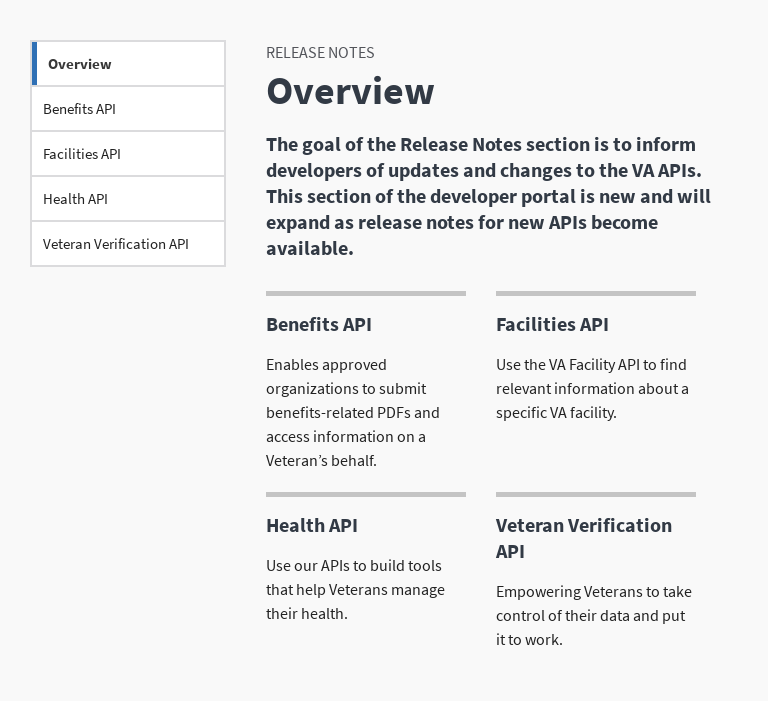 Overview
Benefits API
Facilities API
Health API
Veteran Verification API
RELEASE NOTES
Overview
The goal of the Release Notes section is to inform
developers of updates and changes to the VA APIs.
This section of the developer portal is new and will
expand as release notes for new APIs become
available.
Benefits API
Enables approved
organizations to submit
benefits-related PDFs and
access information on a
Veteran’s behalf.
Facilities API
Use the VA Facility API to find
relevant information about a
specific VA facility.
Health API
Use our APIs to build tools
that help Veterans manage
their health.
Veteran Verification
API
Empowering Veterans to take
control of their data and put
it to work.